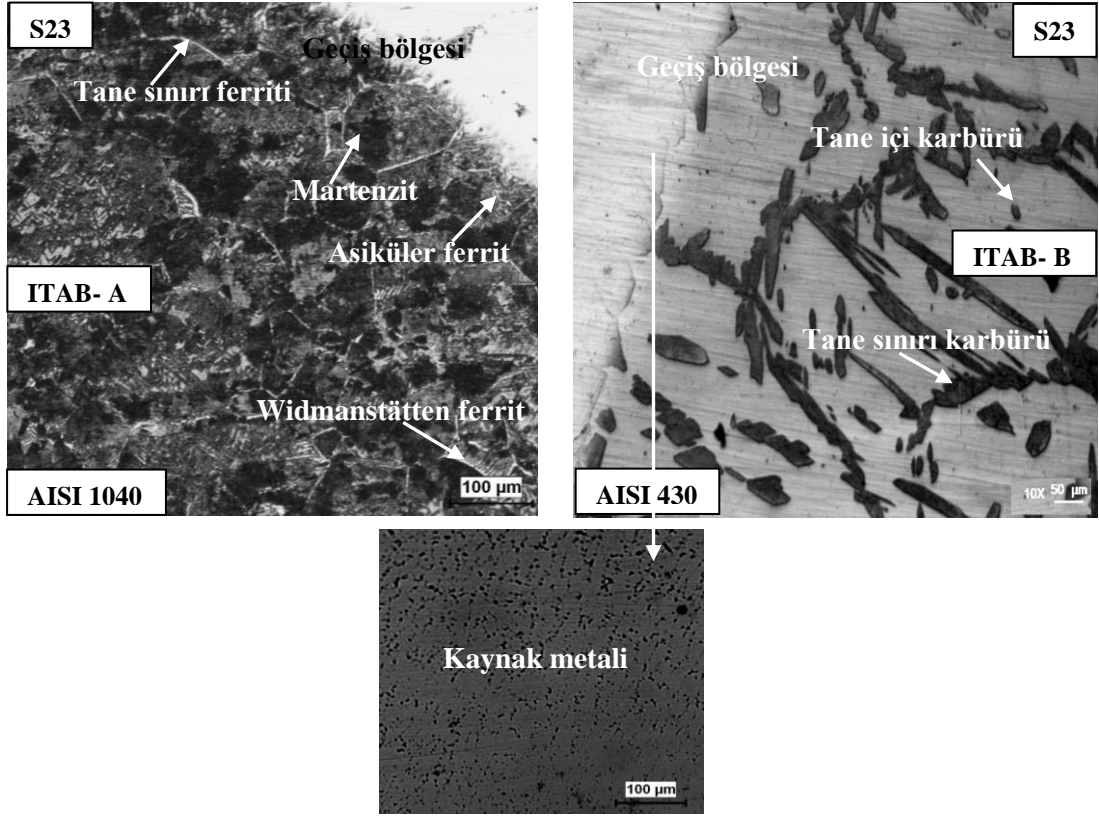 S23
Geçiş bölgesi
Tane sınırı ferriti
Martenzit
Asiküler ferrit
ITAB- A
Widmanstätten ferrit
AISI 1040
100 µm
S23
Geçiş bölgesi
Tane içi karbürü
ITAB- B
Tane sınırı karbürü
AISI 430
10X 50 µm
Kaynak metali
100 µm